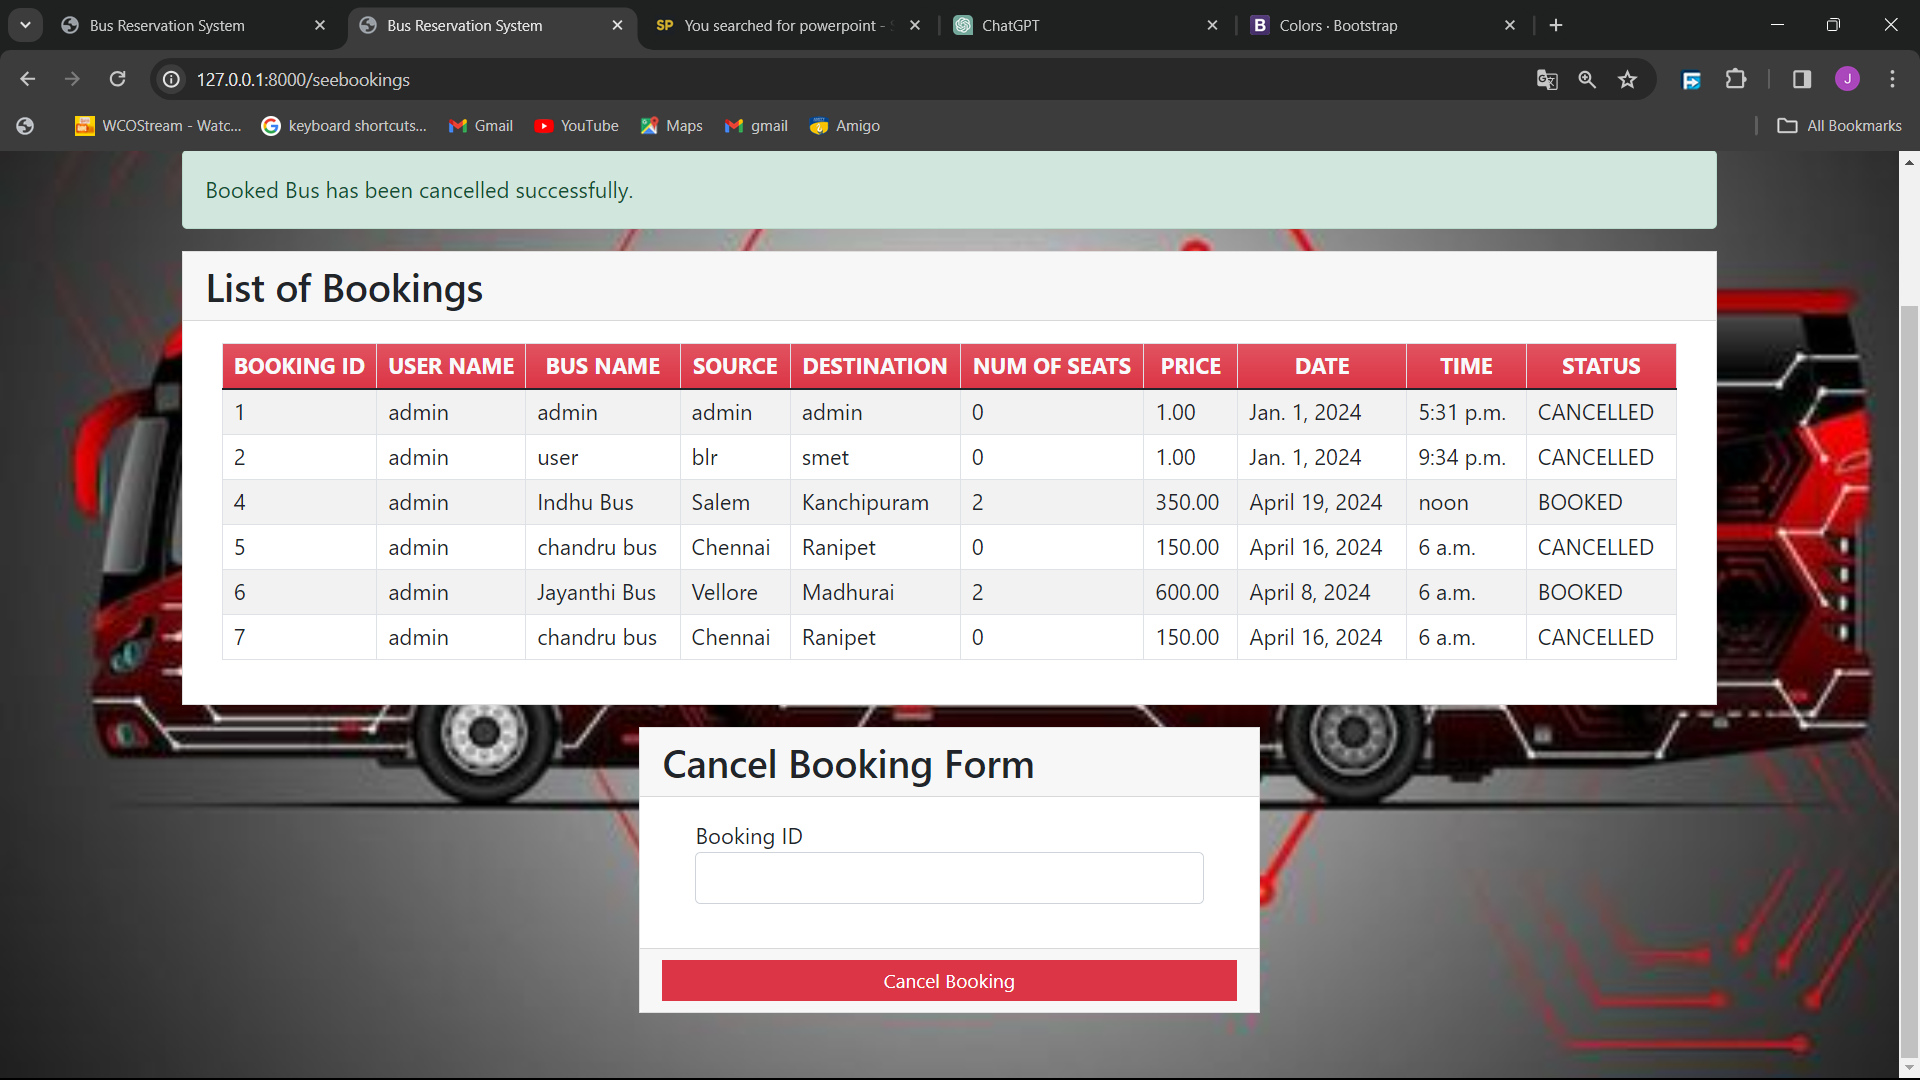 Bus Reservation System
Bus Reservation System
SP You searched for powerpoint -
ChatGPT
B Colors · Bootstrap
127.0.0.1:8000/seebookings
J
WCOStream - Watc...
keyboard shortcuts...
Gmail
YouTube
Maps
gmail
Amigo
All Bookmarks
Booked Bus has been cancelled successfully.
List of Bookings
BOOKING ID USER NAME BUS NAME SOURCE DESTINATION NUM OF SEATS PRICE DATE TIME STATUS
1 admin admin admin admin 0 1.00 Jan. 1, 2024 5:31 p.m. CANCELLED
2 admin user blr smet 0 1.00 Jan. 1, 2024 9:34 p.m. CANCELLED
4 admin Indhu Bus Salem Kanchipuram 2 350.00 April 19, 2024 noon BOOKED
5 admin chandru bus Chennai Ranipet 0 150.00 April 16, 2024 6 a.m. CANCELLED
6 admin Jayanthi Bus Vellore Madhurai 2 600.00 April 8, 2024 6 a.m. BOOKED
7 admin chandru bus Chennai Ranipet 0 150.00 April 16, 2024 6 a.m. CANCELLED
Cancel Booking Form
Booking ID
Cancel Booking